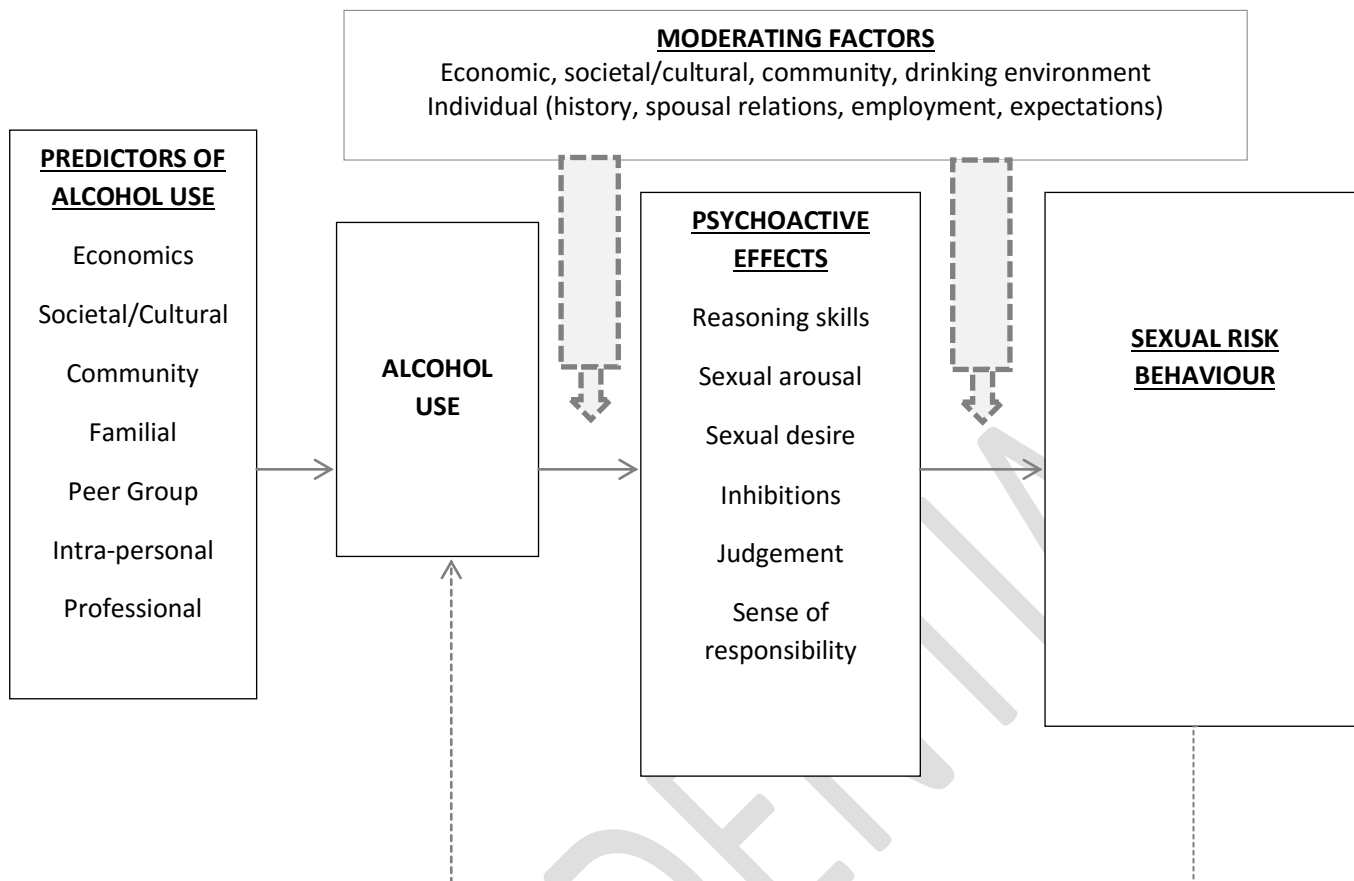 MODERATING FACTORS
Economic, societal/cultural, community, drinking environment
Individual (history, spousal relations, employment, expectations)
PREDICTORS OF
ALCOHOL USE
Economics
Societal/Cultural
Community
Familial
Peer Group
Intra-personal
Professional
ALCOHOL
USE
PSYCHOACTIVE
EFFECTS
Reasoning skills
Sexual arousal
Sexual desire
Inhibitions
Judgement
Sense of
responsibility
SEXUAL RISK
BEHAVIOUR